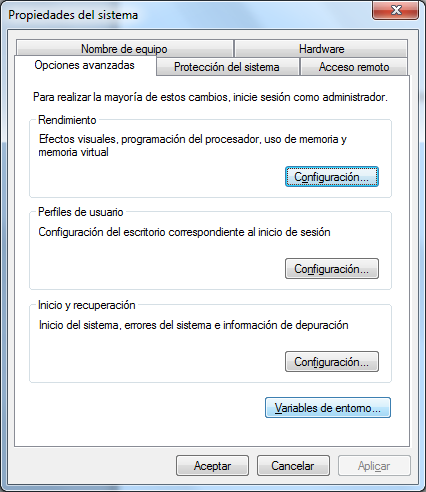 Propiedades del sistema
Nombre de equipo
Hardware
Opciones avanzadas
Protección del sistema
Acceso remoto
Para realizar la mayoría de estos cambios, inicie sesión como administrador.
Rendimiento
Efectos visuales, programación del procesador, uso de memoria y
memoria virtual
Configuración...
Perfiles de usuario
Configuración del escritorio correspondiente al inicio de sesión
Configuración...
Inicio y recuperación
Inicio del sistema, errores del sistema e información de depuración
Configuración...
Variables de entorno...
Aceptar
Cancelar
Aplicar